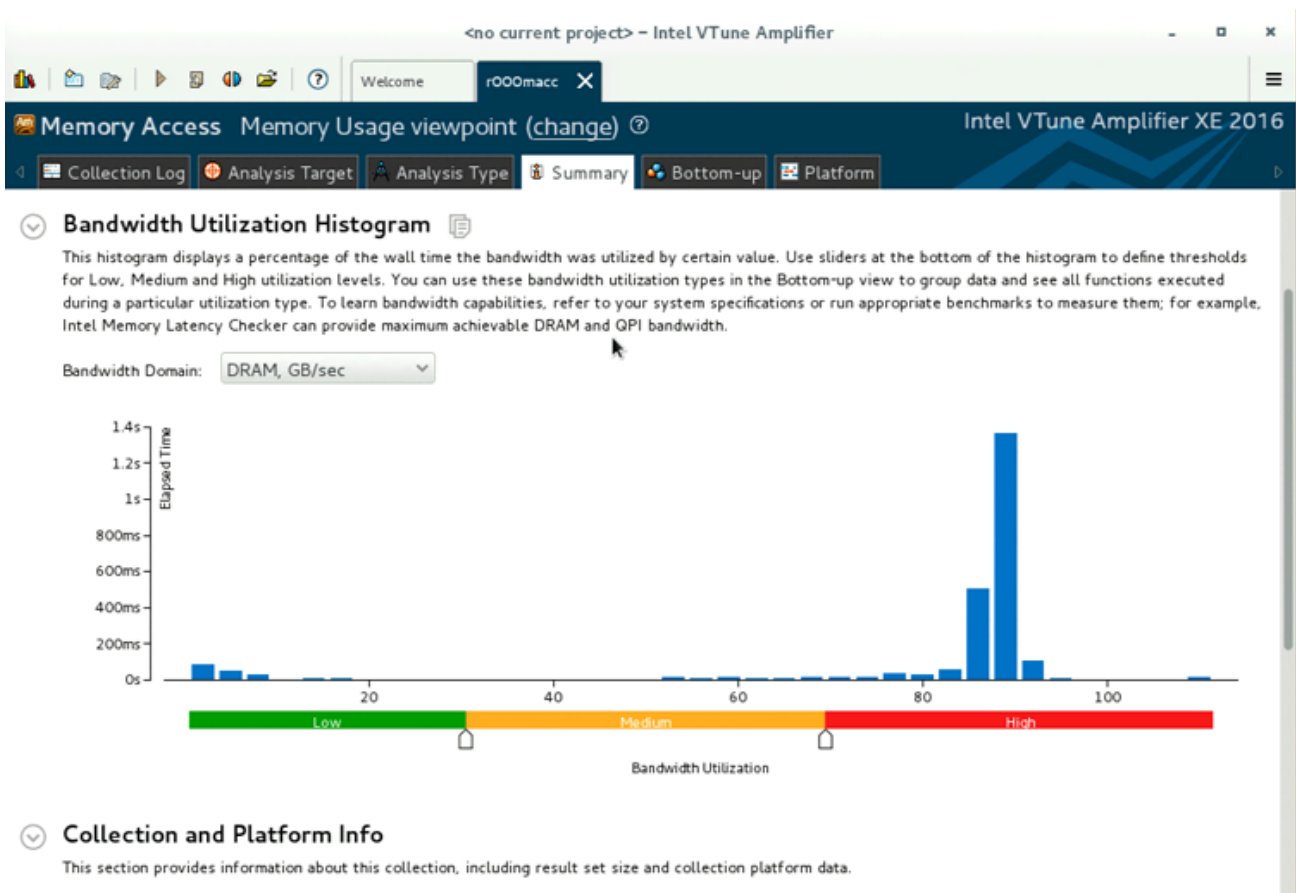 <no current project> - Intel VTune Amplifier
Welcome
r000macc
Memory Access Memory Usage viewpoint (change)
Intel VTune Amplifier XE 2016
Collection Log
Analysis Target
Analysis Type
Summary
Bottom-up
Platform
Bandwidth Utilization Histogram
This histogram displays a percentage of the wall time the bandwidth was utilized by certain value. Use sliders at the bottom of the histogram to define thresholds
for Low, Medium and High utilization levels. You can use these bandwidth utilization types in the Bottom-up view to group data and see all functions executed
during a particular utilization type. To learn bandwidth capabilities, refer to your system specifications or run appropriate benchmarks to measure them; for example,
Intel Memory Latency Checker can provide maximum achievable DRAM and QPI bandwidth.
Bandwidth Domain: DRAM, GB/sec
Elapsed Time
1.4s
1.2s
1s
800ms
600ms
400ms
200ms
0s
20 40 60 80 100
Low Medium High
Bandwidth Utilization
Collection and Platform Info
This section provides information about this collection, including result set size and collection platform data.